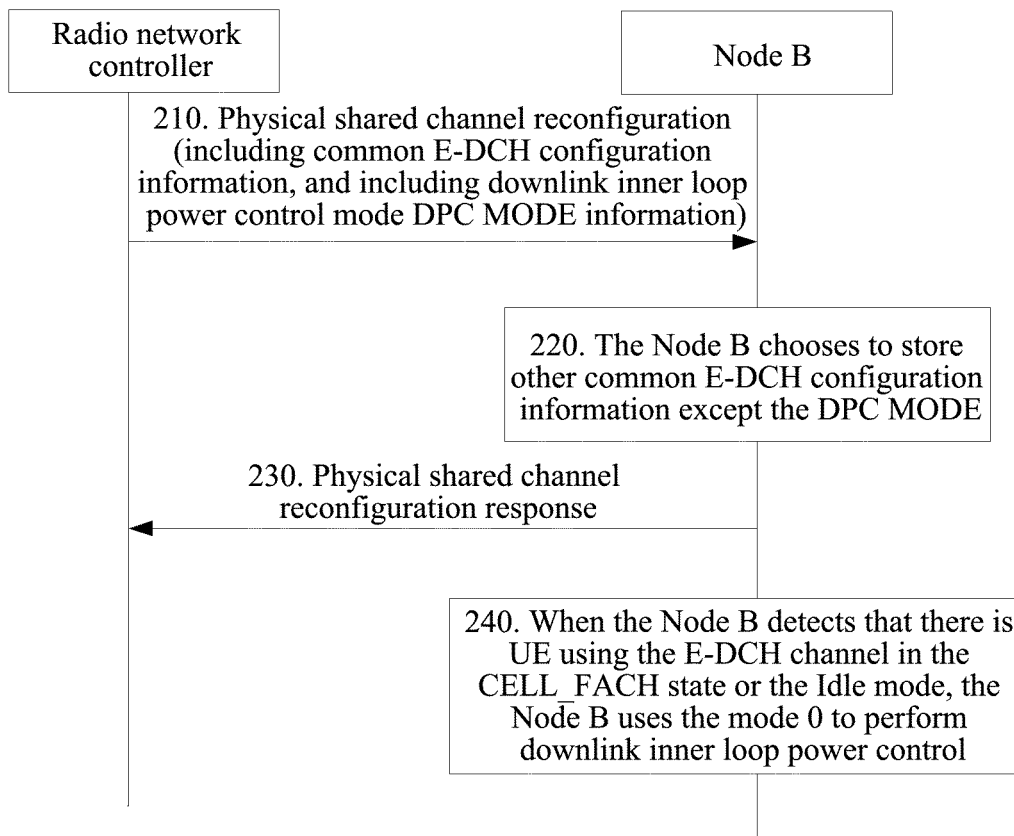 Radio network
controller
Node B
210. Physical shared channel reconfiguration
(including common E-DCH configuration
information, and including downlink inner loop
power control mode DPC MODE information)
220. The Node B chooses to store
other common E-DCH configuration
information except the DPC MODE
230. Physical shared channel
reconfiguration response
240. When the Node B detects that there is
UE using the E-DCH channel in the
CELL_FACH state or the Idle mode, the
Node B uses the mode 0 to perform
downlink inner loop power control